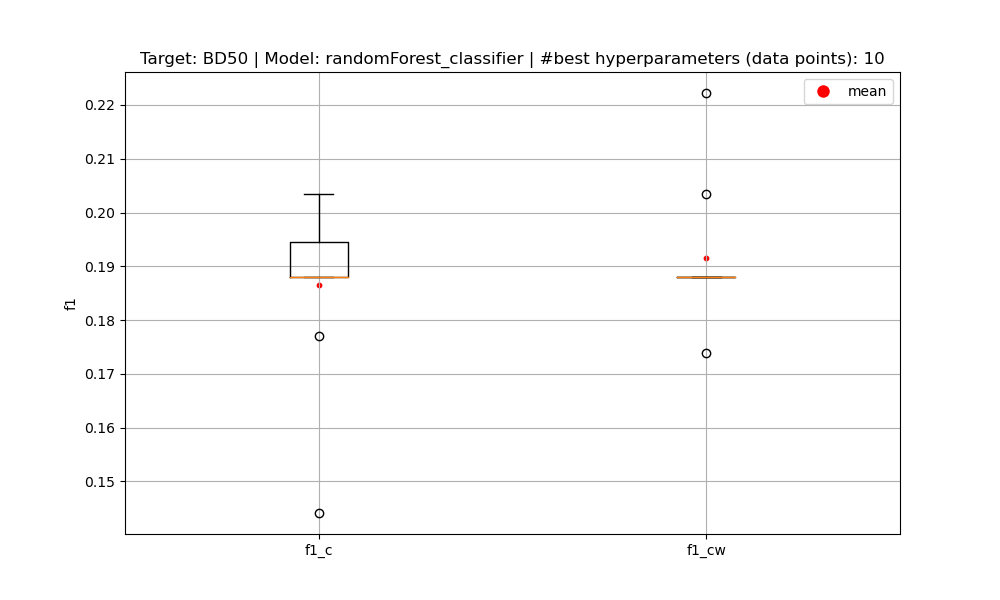 Target: BD50 | Model: randomForest_classifier | #best hyperparameters (data points): 10
mean
0.22
0.21
0.20
0.19
0.18
0.17
0.16
0.15
f1
f1_c
f1_cw